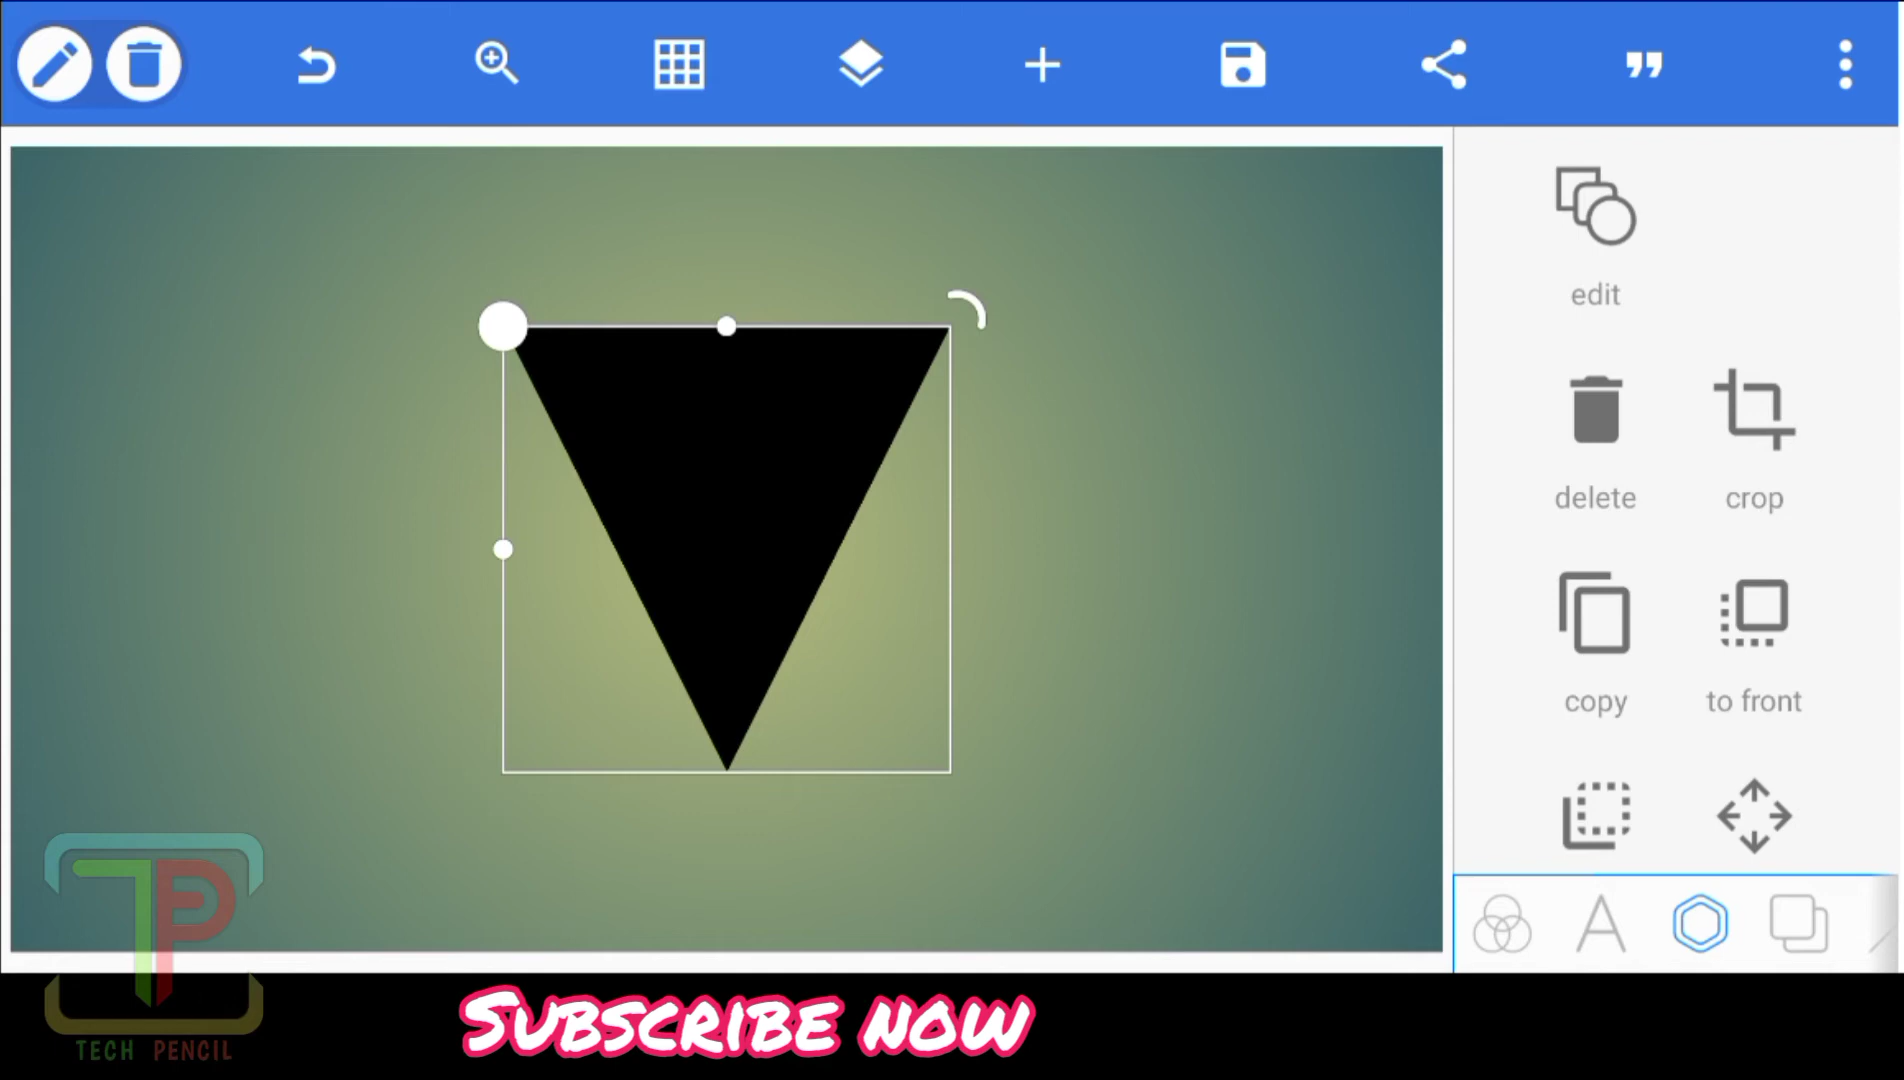 edit
delete
crop
copy
to front
TECH PENCIL
SUBSCRIBE NOW